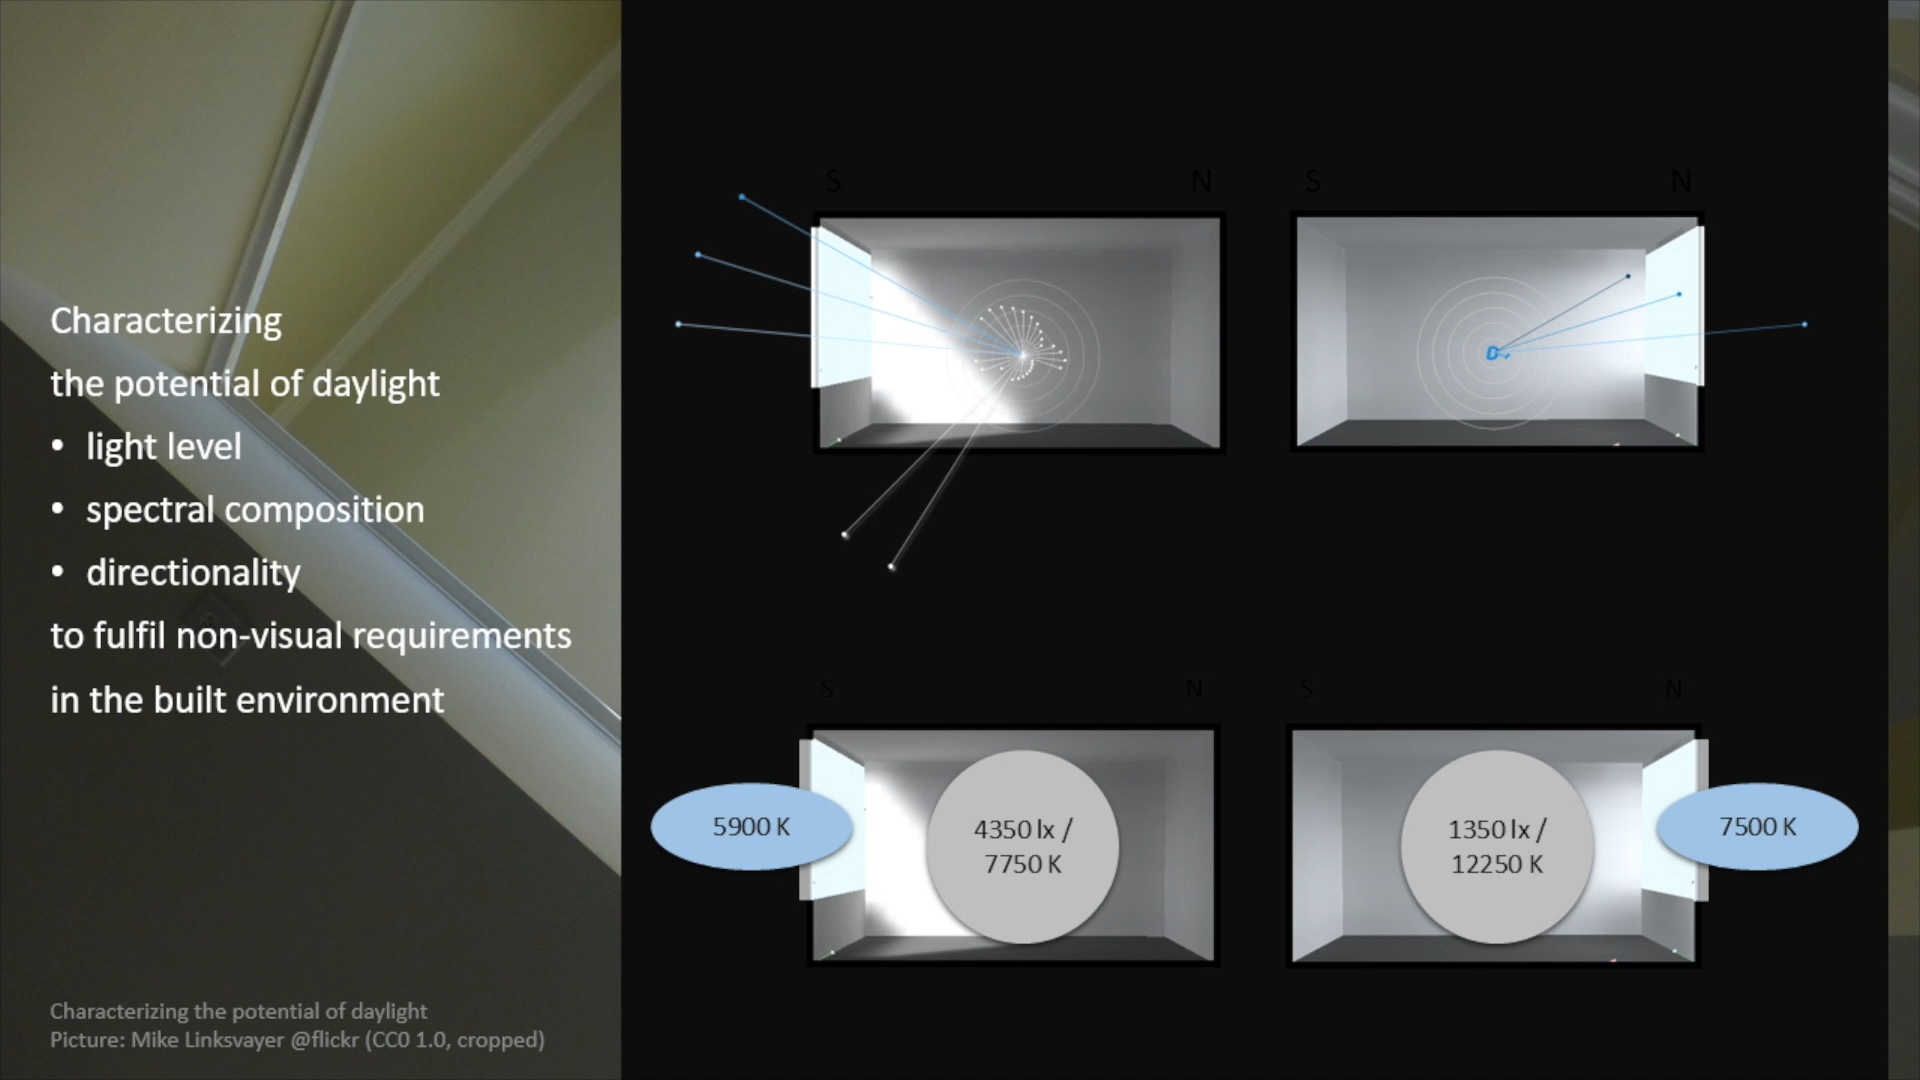 Characterizing
the potential of daylight
• light level
• spectral composition
• directionality
to fulfil non-visual requirements
in the built environment
S N S N
S N S N
5900 K
4350 lx /
7750 K
1350 lx /
12250 K
7500 K
Characterizing the potential of daylight
Picture: Mike Linksvayer @flickr (CC0 1.0, cropped)